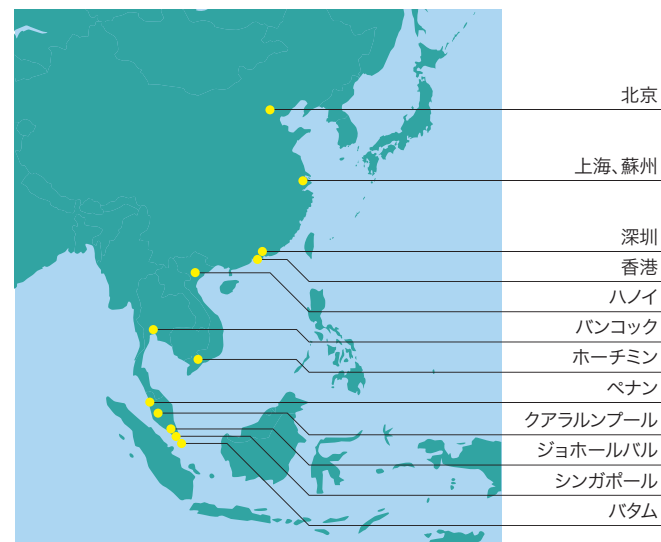 北京
上海、蘇州
深圳
香港
ハノイ
バンコック
ホーチミン
ペナン
クアラルンプール
ジョホールバル
シンガポール
バタム